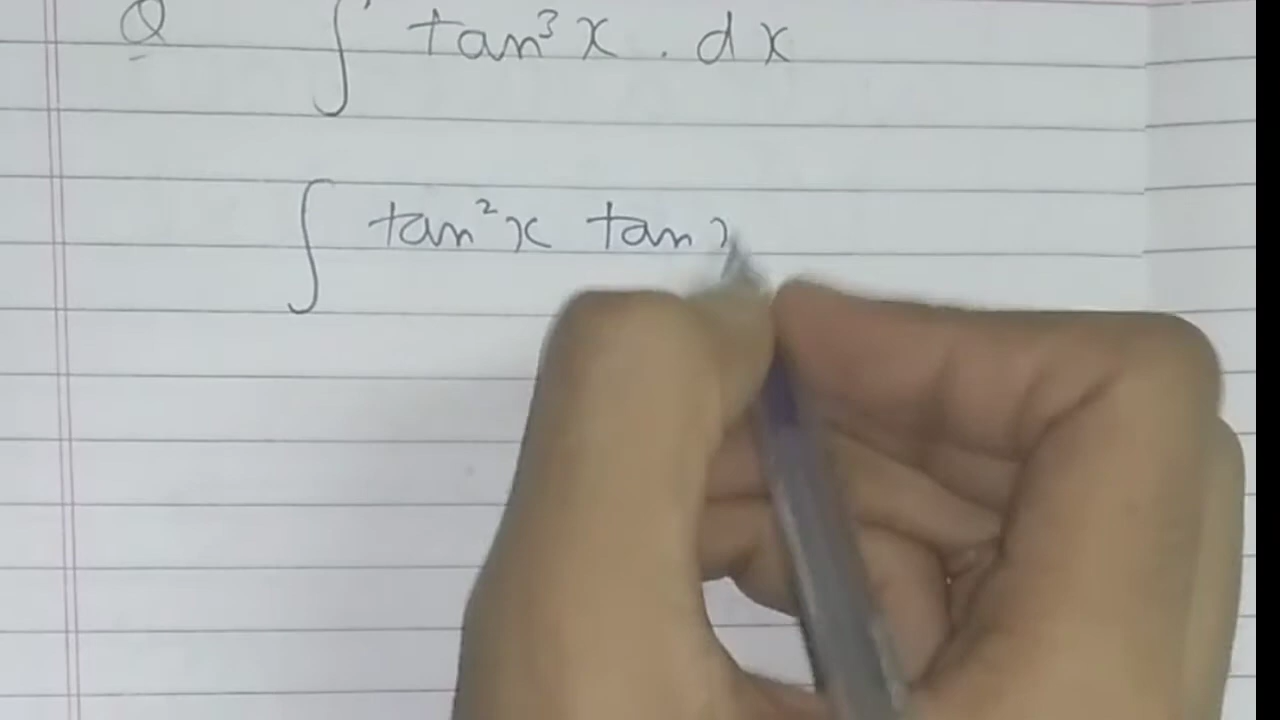 Q ∫ tan³x . dx
∫ tan²x tan x